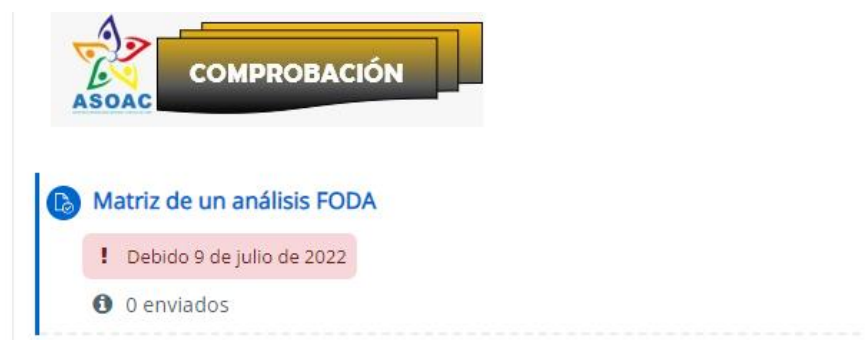 COMPROBACIÓN
ASOAC
Matriz de un análisis FODA
! Debido 9 de julio de 2022
0 enviados